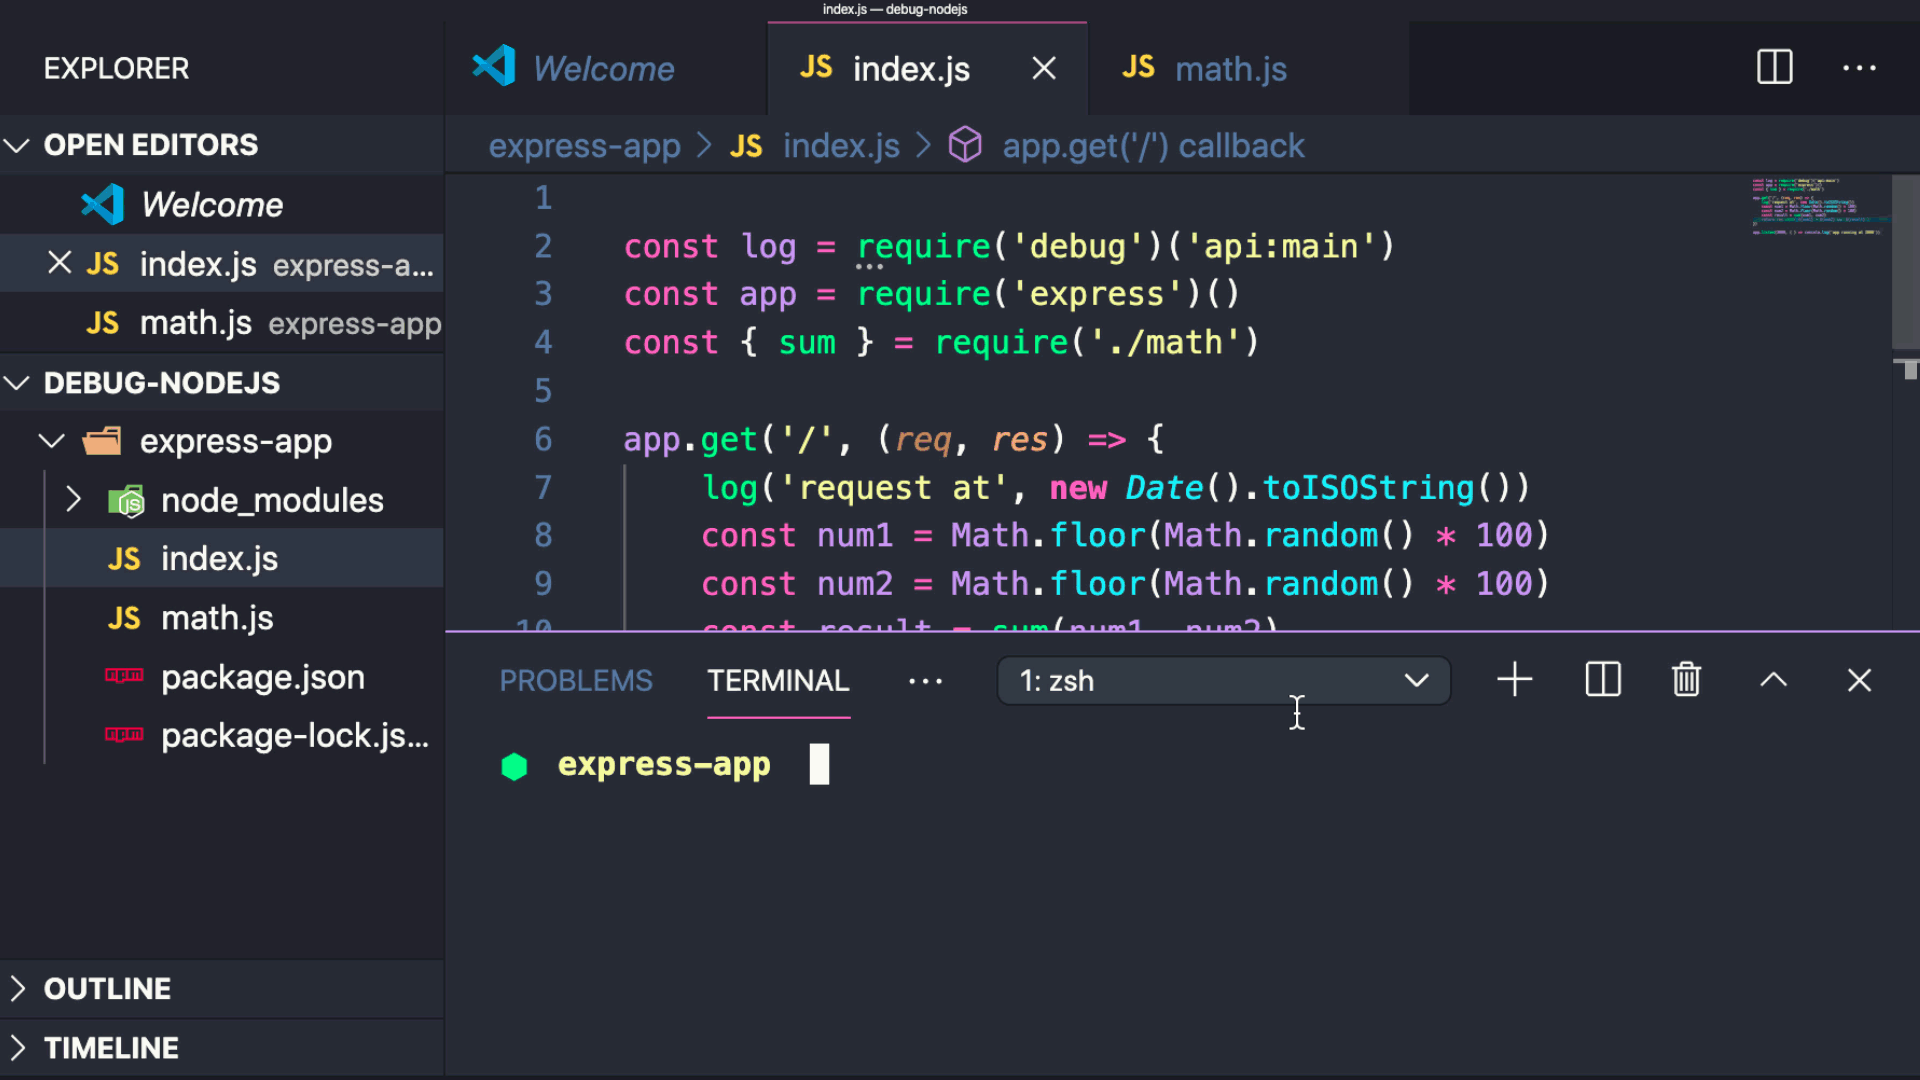 index.js — debug-nodejs
EXPLORER
Welcome
JS index.js
JS math.js
OPEN EDITORS
Welcome
JS index.js express-a...
JS math.js express-app
DEBUG-NODEJS
express-app
node_modules
JS index.js
JS math.js
package.json
package-lock.js...
OUTLINE
TIMELINE
express-app > JS index.js > app.get('/') callback
1
2 const log = require('debug')('api:main')
3 const app = require('express')()
4 const { sum } = require('./math')
5
6 app.get('/', (req, res) => {
7 log('request at', new Date().toISOString())
8 const num1 = Math.floor(Math.random() * 100)
9 const num2 = Math.floor(Math.random() * 100)
10 const result = sum(num1, num2)
PROBLEMS TERMINAL ... 1: zsh
express-app